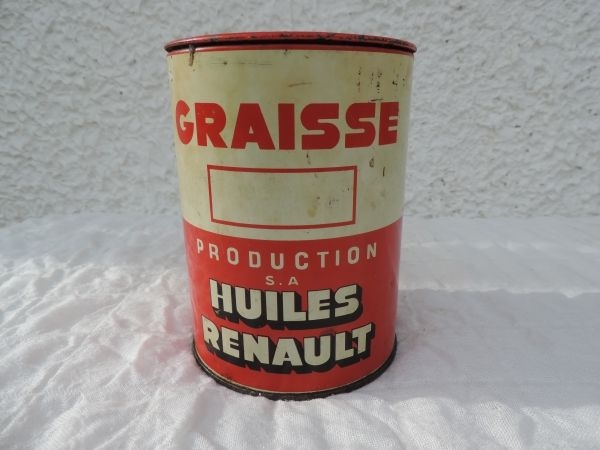 GRAISSE
PRODUCTION
S.A
HUILES
RENAULT